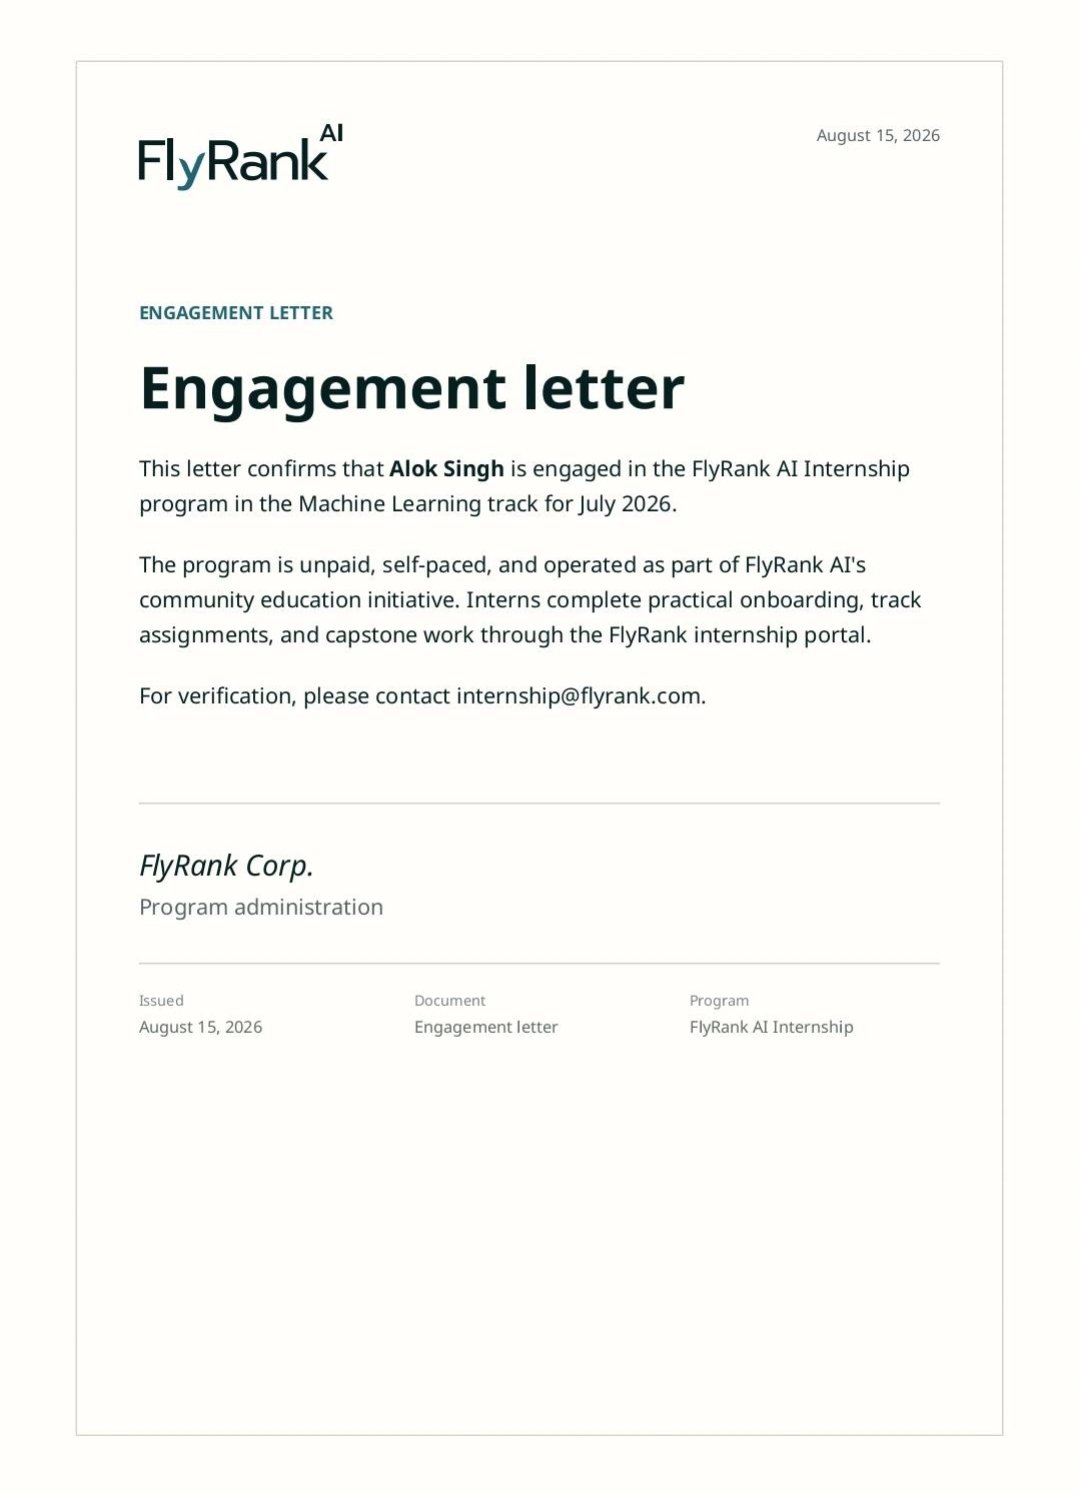 FlyRank AI
August 15, 2026
ENGAGEMENT LETTER
Engagement letter
This letter confirms that Alok Singh is engaged in the FlyRank AI Internship
program in the Machine Learning track for July 2026.
The program is unpaid, self-paced, and operated as part of FlyRank AI's
community education initiative. Interns complete practical onboarding, track
assignments, and capstone work through the FlyRank internship portal.
For verification, please contact internship@flyrank.com.
FlyRank Corp.
Program administration
Issued Document Program
August 15, 2026 Engagement letter FlyRank AI Internship